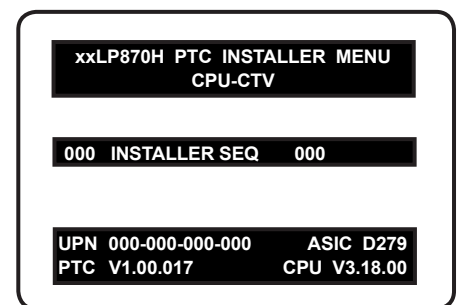 xxLP870H PTC INSTALLER MENU
CPU-CTV
000 INSTALLER SEQ 000
UPN 000-000-000-000 ASIC D279
PTC V1.00.017 CPU V3.18.00